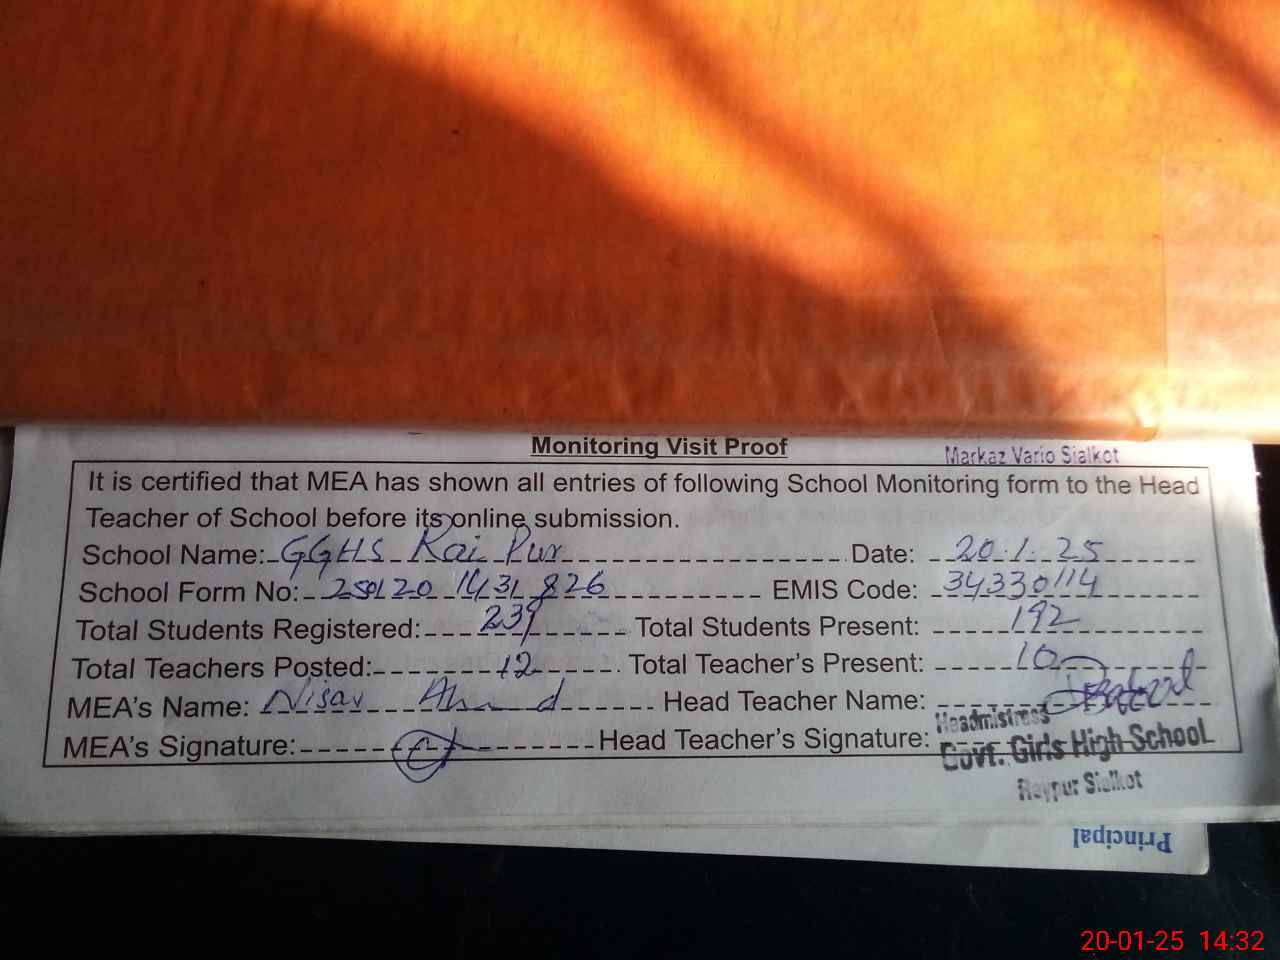 Monitoring Visit Proof
Markaz Vario Sialkot
It is certified that MEA has shown all entries of following School Monitoring form to the Head
Teacher of School before its online submission.
School Name: GGHS Rai Pur Date: 20.1.25
School Form No: 250120 1431 826 EMIS Code: 34330114
Total Students Registered: 239 Total Students Present: 192
Total Teachers Posted: 12 Total Teacher's Present: 10
MEA's Name: Nisar Ahmad Head Teacher Name:
MEA's Signature: Head Teacher's Signature:
Headmistress
Govt. Girls High School
Raypur Sialkot
Principal
20-01-25 14:32